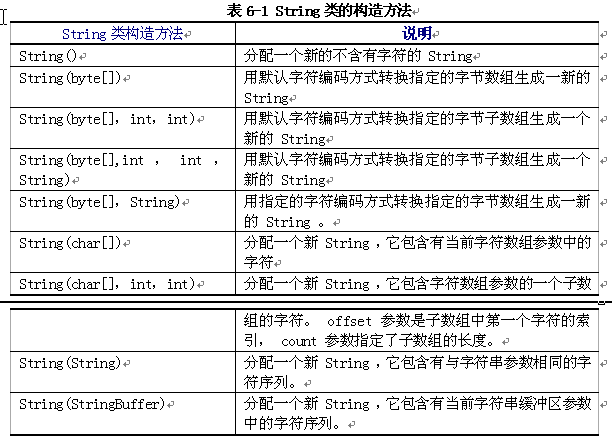 表 6-1 String 类的构造方法
String 类构造方法 说明
String() 分配一个新的不含有字符的 String
String(byte[]) 用默认字符编码方式转换指定的字节数组生成一新的
String
String(byte[], int, int) 用默认字符编码方式转换指定的字节子数组生成一个
新的 String
String(byte[],int , int , 用默认字符编码方式转换指定的字节子数组生成一个
String) 新的 String
String(byte[], String) 用指定的字符编码方式转换指定的字节数组生成一新
的 String 。
String(char[]) 分配一个新 String ,它包含有当前字符数组参数中的
字符
String(char[], int, int) 分配一个新 String ,它包含字符数组参数的一个子数
组的字符。 offset 参数是子数组中第一个字符的索
引, count 参数指定了子数组的长度。
String(String) 分配一个新 String ,它包含有与字符串参数相同的字
符序列。
String(StringBuffer) 分配一个新 String ,它包含有当前字符串缓冲区参数
中的字符序列。